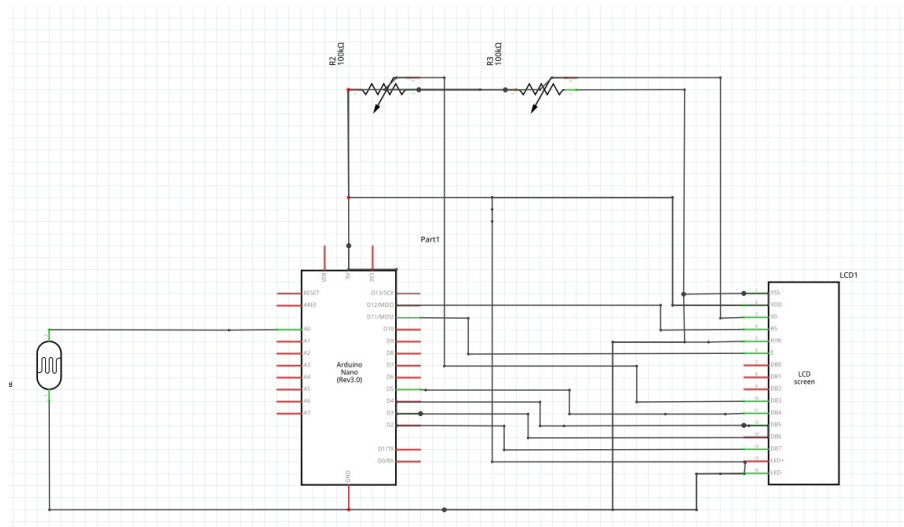 R2
100kΩ
R3
100kΩ
Part1
LCD1
VIN
5V
3V3
RESET
AREF
A0
A1
A2
A3
A4
A5
A6
A7
D13/SCK
D12/MISO
D11/MOSI
D10
D9
D8
D7
D6
D5
D4
D3
D2
D1/TX
D0/RX
GND
Arduino
Nano
(Rev3.0)
VSS
VDD
V0
RS
R/W
E
DB0
DB1
DB2
DB3
DB4
DB5
DB6
DB7
LED+
LED-
LCD
screen